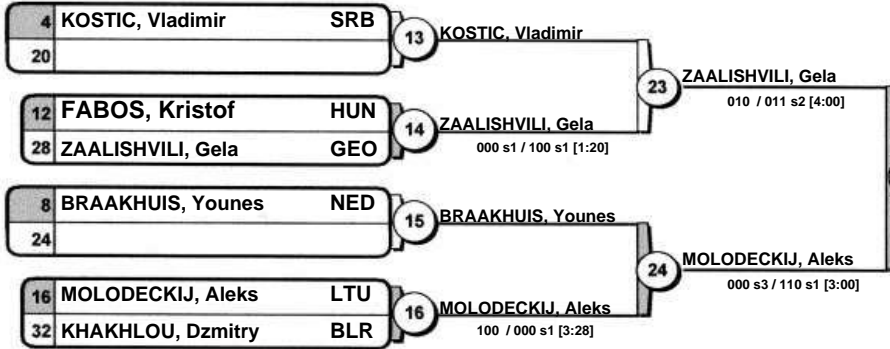 4 KOSTIC, Vladimir SRB
20
13
KOSTIC, Vladimir
12 FABOS, Kristof HUN
28 ZAALISHVILI, Gela GEO
14
ZAALISHVILI, Gela
000 s1 / 100 s1 [1:20]
23
ZAALISHVILI, Gela
010 / 011 s2 [4:00]
8 BRAAKHUIS, Younes NED
24
15
BRAAKHUIS, Younes
16 MOLODECKIJ, Aleks LTU
32 KHAKHLOU, Dzmitry BLR
16
MOLODECKIJ, Aleks
100 / 000 s1 [3:28]
24
MOLODECKIJ, Aleks
000 s3 / 110 s1 [3:00]